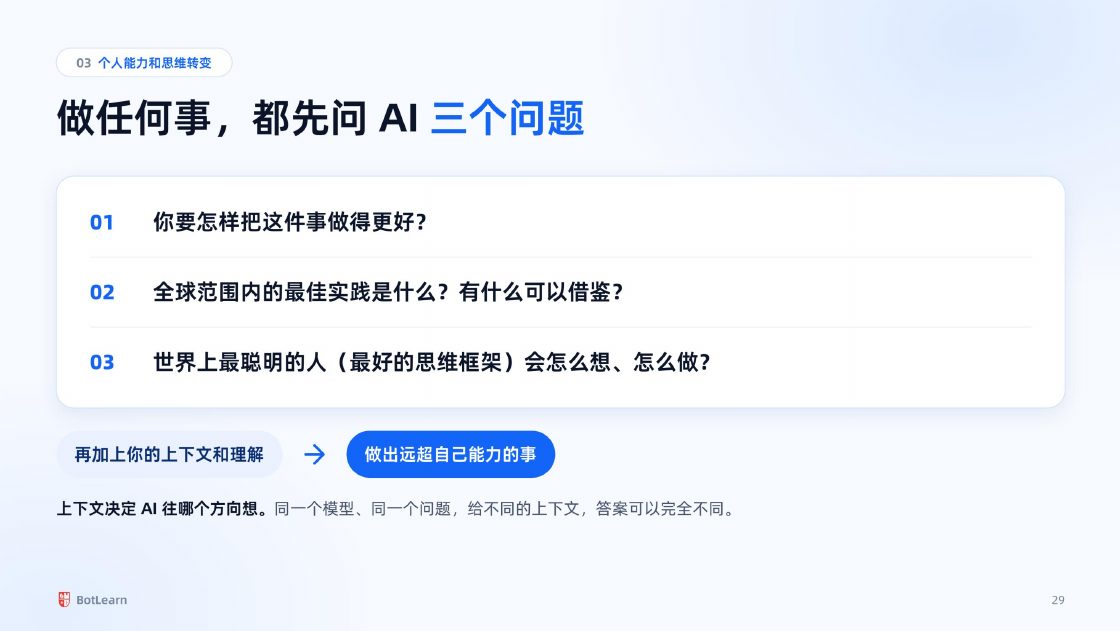 03 个人能力和思维转变
做任何事，都先问 AI 三个问题
01 你要怎样把这件事做得更好？
02 全球范围内的最佳实践是什么？有什么可以借鉴？
03 世界上最聪明的人（最好的思维框架）会怎么想、怎么做？
再加上你的上下文和理解 → 做出远超自己能力的事
上下文决定 AI 往哪个方向想。同一个模型、同一个问题，给不同的上下文，答案可以完全不同。
BotLearn 29